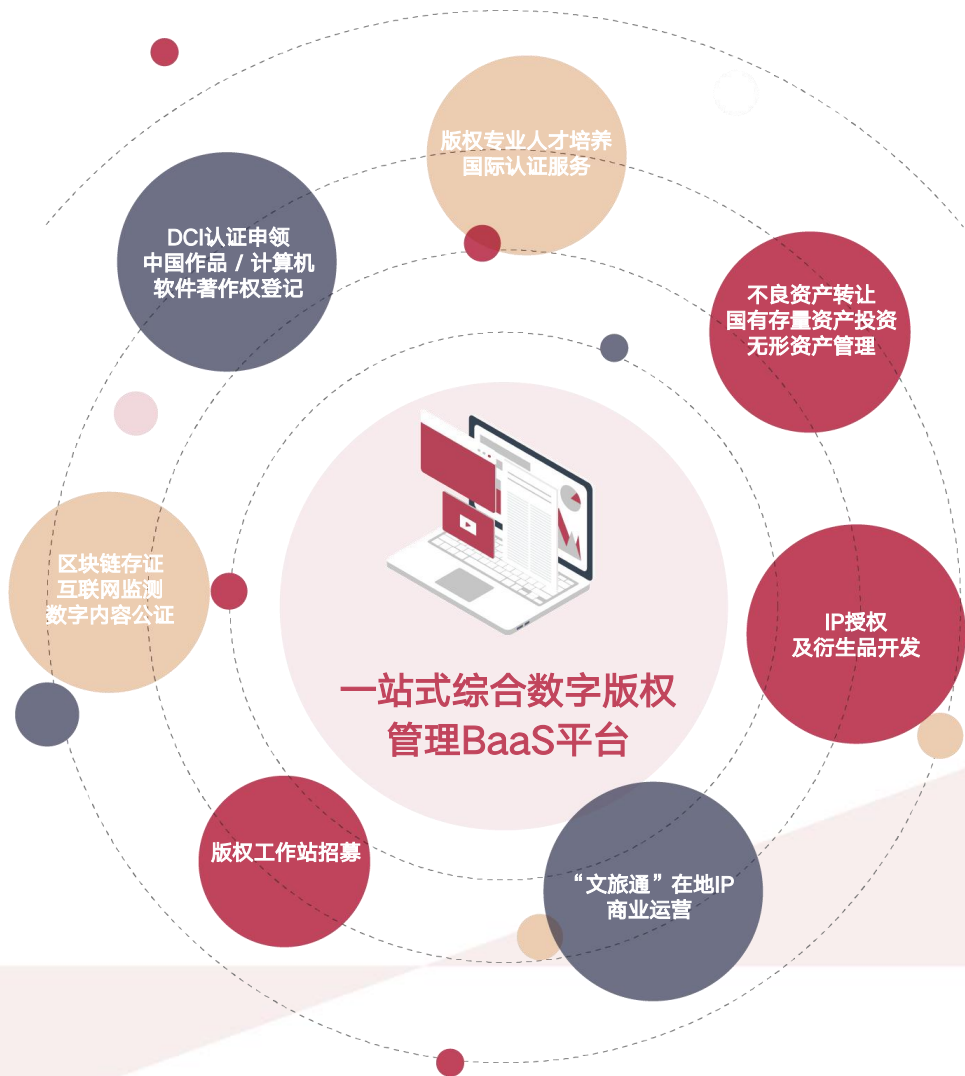 版权专业人才培养
国际认证服务
DCI认证申领
中国作品 / 计算机
软件著作权登记
不良资产转让
国有存量资产投资
无形资产管理
区块链存证
互联网监测
数字内容公证
IP授权
及衍生品开发
一站式综合数字版权
管理BaaS平台
版权工作站招募
“文旅通”在地IP
商业运营